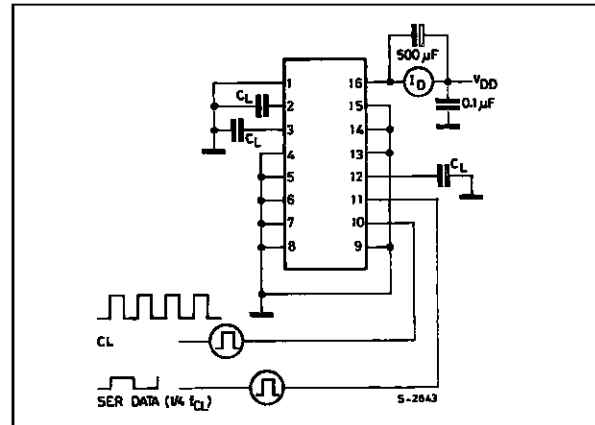 500 µF
1 16 I_D V_DD
C_L 2 15 0.1 µF
3 14
C_L
4 13
5 12 C_L
6 11
7 10
8 9
CL
SER DATA (1/4 f_CL)
S-2643